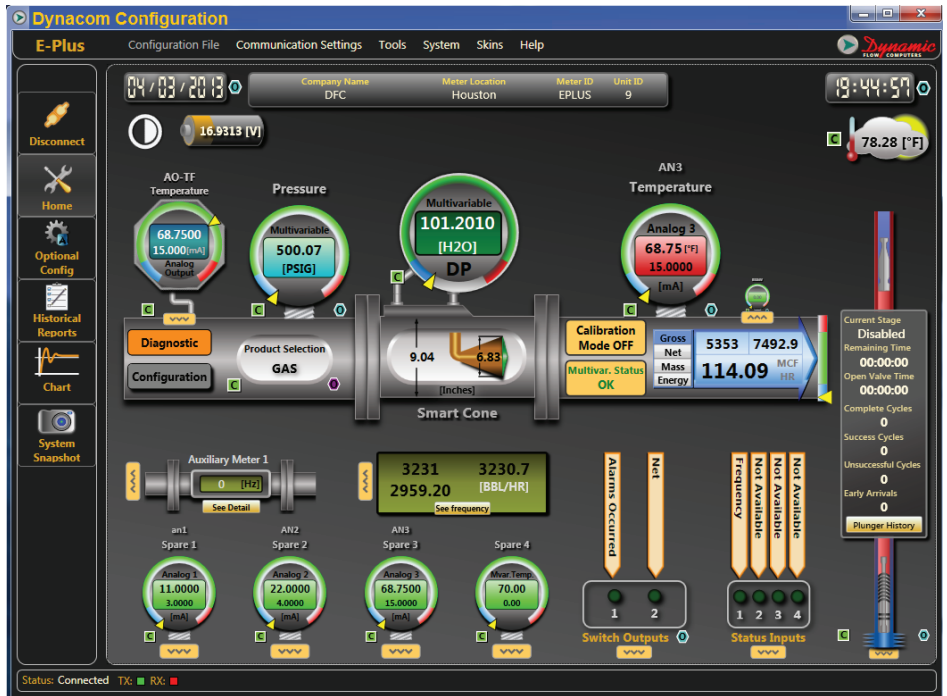 Dynacom Configuration
E-Plus
Configuration File Communication Settings Tools System Skins Help
Dynamic
FLOW COMPUTERS
04/03/2013
Company Name Meter Location Meter ID Unit ID
DFC Houston EPLUS 9
19:44:57
16.9313 [V]
C 78.28 [°F]
Disconnect
Home
Optional
Config
Historical
Reports
Chart
System
Snapshot
AO-TF
Temperature
68.7500
15.000[mA]
Analog
Output
C
Pressure
Multivariable
500.07
[PSIG]
C
Multivariable
101.2010
[H2O]
DP
C
AN3
Temperature
Analog 3
68.75 [°F]
15.0000
[mA]
C
Diagnostic
Configuration
Product Selection
GAS
C
9.04
6.83
[Inches]
Smart Cone
Calibration
Mode OFF
Multivar. Status
OK
Gross
Net
Mass
Energy
5353 7492.9
114.09 MCF
HR
Current Stage
Disabled
Remaining Time
00:00:00
Open Valve Time
00:00:00
Complete Cycles
0
Success Cycles
0
Unsuccessful Cycles
0
Early Arrivals
0
Plunger History
C
Auxiliary Meter 1
0 [Hz]
See Detail
3231 3230.7
2959.20 [BBL/HR]
See frequency
an1
Spare 1
Analog 1
11.0000
3.0000
[mA]
C
AN2
Spare 2
Analog 2
22.0000
4.0000
[mA]
C
AN3
Spare 3
Analog 3
68.7500
15.0000
[mA]
C
Spare 4
Mvar.Temp.
70.00
0.00
C
Alarms Occurred
Net
1 2
Switch Outputs
Frequency
Not Available
Not Available
Not Available
1 2 3 4
Status Inputs
Status: Connected TX: RX: